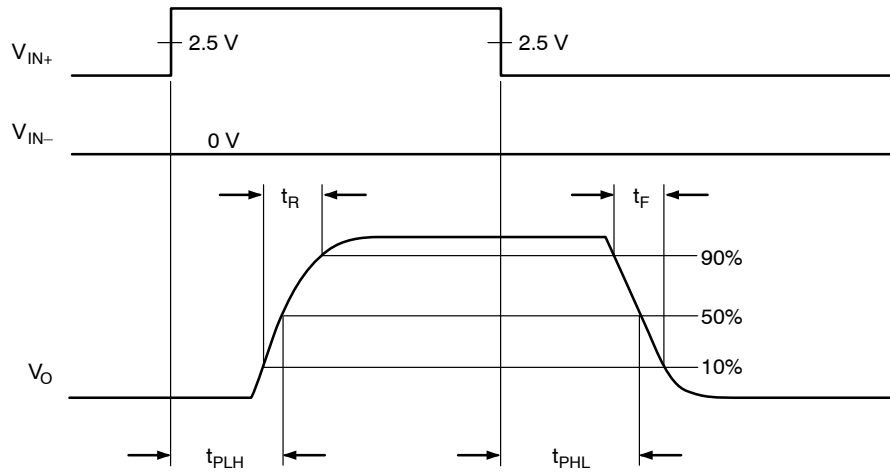 2.5 V 2.5 V
V_IN+
0 V
V_IN–
t_R t_F
90%
50%
10%
V_O
t_PLH t_PHL